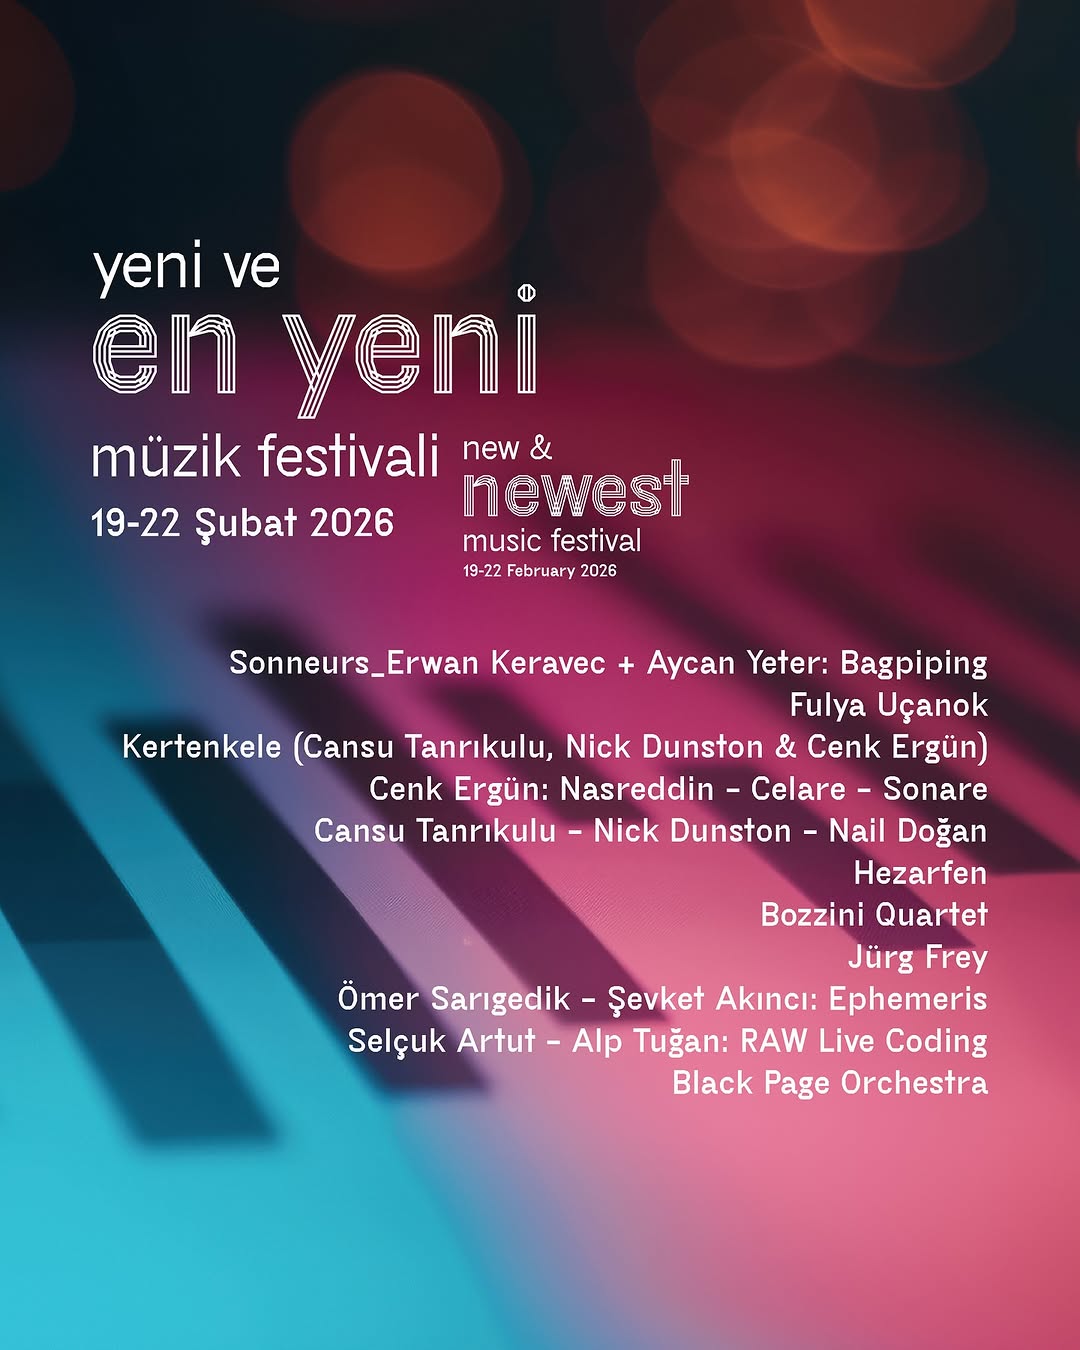 yeni ve
en yeni
müzik festivali
19-22 Şubat 2026
new &
newest
music festival
19-22 February 2026
Sonneurs_Erwan Keravec + Aycan Yeter: Bagpiping
Fulya Uçanok
Kertenkele (Cansu Tanrıkulu, Nick Dunston & Cenk Ergün)
Cenk Ergün: Nasreddin – Celare – Sonare
Cansu Tanrıkulu – Nick Dunston – Nail Doğan
Hezarfen
Bozzini Quartet
Jürg Frey
Ömer Sarıgedik – Şevket Akıncı: Ephemeris
Selçuk Artut – Alp Tuğan: RAW Live Coding
Black Page Orchestra